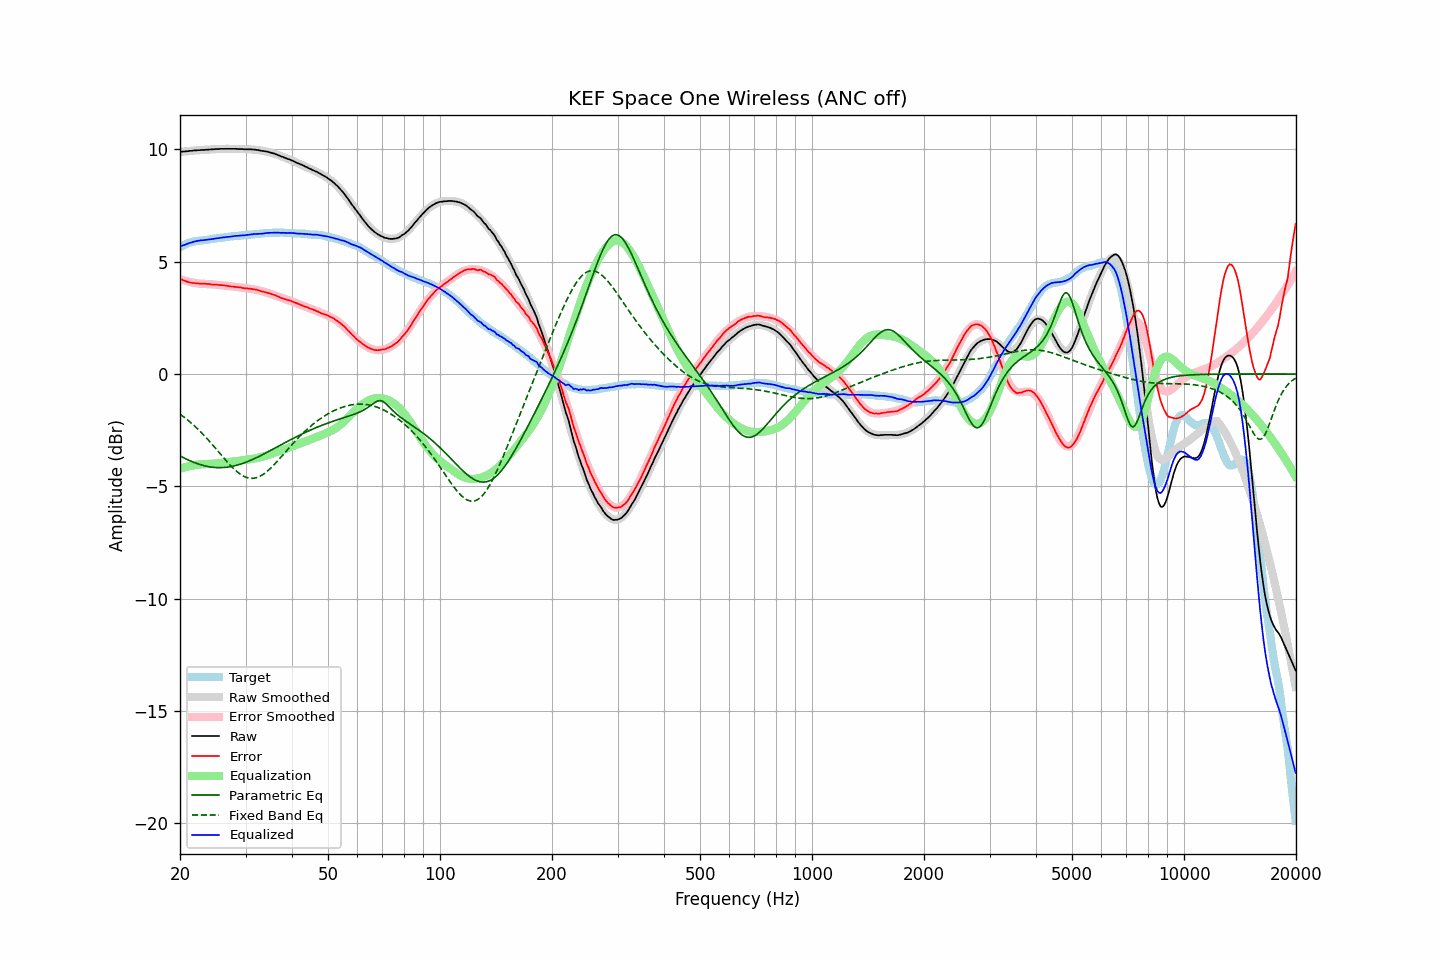 KEF Space One Wireless (ANC off)
Amplitude (dBr)
10
5
0
−5
−10
−15
−20
Target
Raw Smoothed
Error Smoothed
Raw
Error
Equalization
Parametric Eq
Fixed Band Eq
Equalized
20 50 100 200 500 1000 2000 5000 10000 20000
Frequency (Hz)